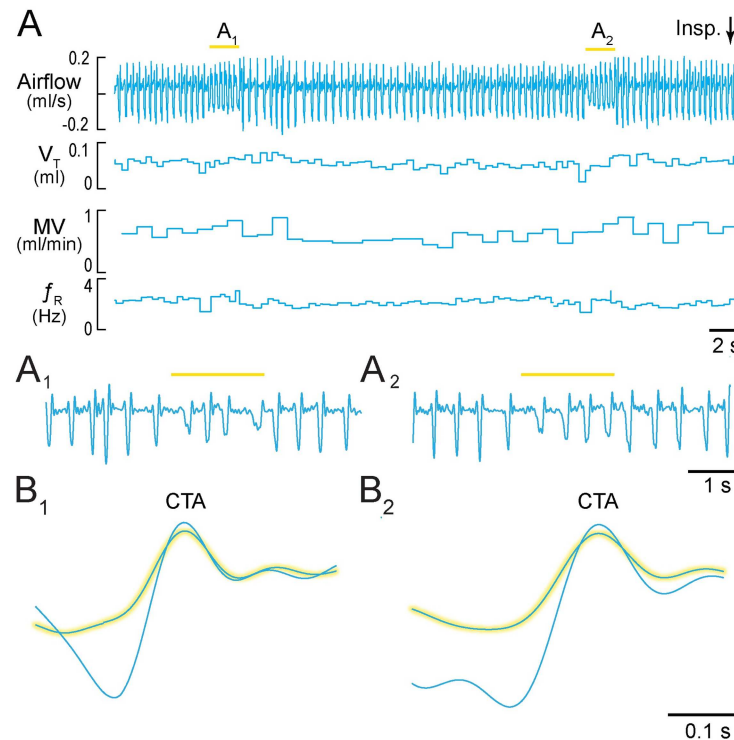 A
A1
A2
Insp.
Airflow
(ml/s)
0.2
-0.2
VT
(ml)
0.1
0
MV
(ml/min)
1
0
fR
(Hz)
4
0
2 s
A1
A2
1 s
B1
CTA
B2
CTA
0.1 s